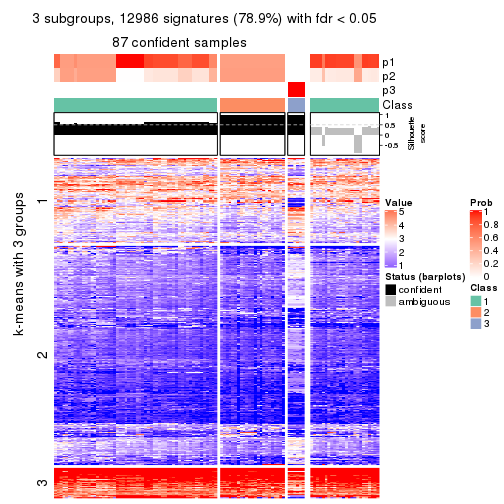 3 subgroups, 12986 signatures (78.9%) with fdr < 0.05
87 confident samples
p1
p2
p3
Class
1
0.5
0
-0.5
Silhouette
score
k-means with 3 groups
1
2
3
Value
5
4
3
2
1
Status (barplots)
confident
ambiguous
Prob
1
0.8
0.6
0.4
0.2
0
Class
1
2
3